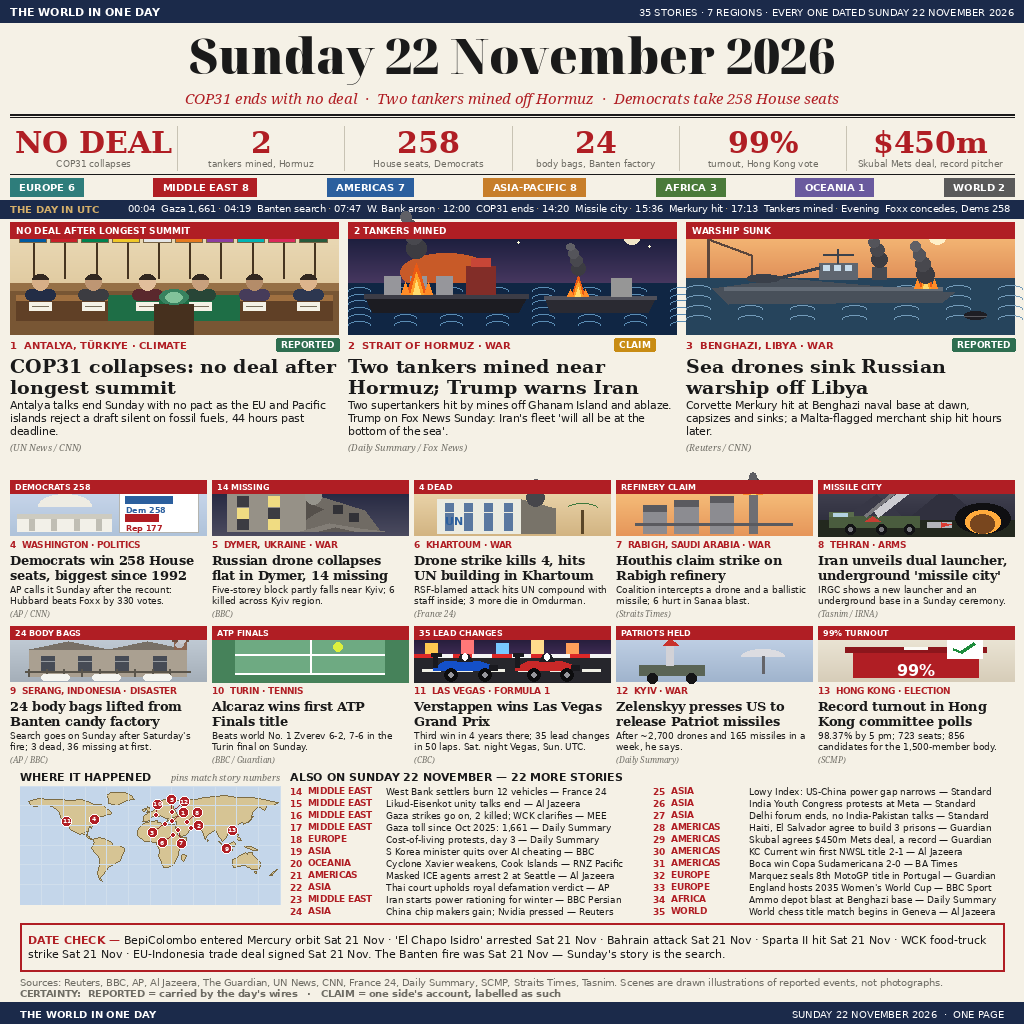 THE WORLD IN ONE DAY
35 STORIES · 7 REGIONS · EVERY ONE DATED SUNDAY 22 NOVEMBER 2026
Sunday 22 November 2026
COP31 ends with no deal · Two tankers mined off Hormuz · Democrats take 258 House seats
NO DEAL
COP31 collapses
2
tankers mined, Hormuz
258
House seats, Democrats
24
body bags, Banten factory
99%
turnout, Hong Kong vote
$450m
Skubal Mets deal, record pitcher
EUROPE 6
MIDDLE EAST 8
AMERICAS 7
ASIA-PACIFIC 8
AFRICA 3
OCEANIA 1
WORLD 2
THE DAY IN UTC
00:04 Gaza 1,661 · 04:19 Banten search · 07:47 W. Bank arson · 12:00 COP31 ends · 14:20 Missile city · 15:36 Merkury hit · 17:13 Tankers mined · Evening Foxx concedes, Dems 258
NO DEAL AFTER LONGEST SUMMIT
1 ANTALYA, TÜRKIYE · CLIMATE
REPORTED
COP31 collapses: no deal after
longest summit
Antalya talks end Sunday with no pact as the EU and Pacific
islands reject a draft silent on fossil fuels, 44 hours past
deadline.
(UN News / CNN)
2 TANKERS MINED
2 STRAIT OF HORMUZ · WAR
CLAIM
Two tankers mined near
Hormuz; Trump warns Iran
Two supertankers hit by mines off Ghanam Island and ablaze.
Trump on Fox News Sunday: Iran's fleet 'will all be at the
bottom of the sea'.
(Daily Summary / Fox News)
WARSHIP SUNK
3 BENGHAZI, LIBYA · WAR
REPORTED
Sea drones sink Russian
warship off Libya
Corvette Merkury hit at Benghazi naval base at dawn,
capsizes and sinks; a Malta-flagged merchant ship hit hours
later.
(Reuters / CNN)
DEMOCRATS 258
Dem 258
Rep 177
4 WASHINGTON · POLITICS
Democrats win 258 House
seats, biggest since 1992
AP calls it Sunday after the recount:
Hubbard beats Foxx by 330 votes.
(AP / CNN)
14 MISSING
5 DYMER, UKRAINE · WAR
Russian drone collapses
flat in Dymer, 14 missing
Five-storey block partly falls near Kyiv; 6
killed across Kyiv region.
(BBC)
4 DEAD
UN
6 KHARTOUM · WAR
Drone strike kills 4, hits
UN building in Khartoum
RSF-blamed attack hits UN compound with
staff inside; 3 more die in Omdurman.
(France 24)
REFINERY CLAIM
7 RABIGH, SAUDI ARABIA · WAR
Houthis claim strike on
Rabigh refinery
Coalition intercepts a drone and a ballistic
missile; 6 hurt in Sanaa blast.
(Straits Times)
MISSILE CITY
8 TEHRAN · ARMS
Iran unveils dual launcher,
underground 'missile city'
IRGC shows a new launcher and an
underground base in a Sunday ceremony.
(Tasnim / IRNA)
24 BODY BAGS
9 SERANG, INDONESIA · DISASTER
24 body bags lifted from
Banten candy factory
Search goes on Sunday after Saturday's
fire; 3 dead, 36 missing at first.
(AP / BBC)
ATP FINALS
10 TURIN · TENNIS
Alcaraz wins first ATP
Finals title
Beats world No. 1 Zverev 6-2, 7-6 in the
Turin final on Sunday.
(BBC / Guardian)
35 LEAD CHANGES
11 LAS VEGAS · FORMULA 1
Verstappen wins Las Vegas
Grand Prix
Third win in 4 years there; 35 lead changes
in 50 laps. Sat. night Vegas, Sun. UTC.
(CBC)
PATRIOTS HELD
12 KYIV · WAR
Zelenskyy presses US to
release Patriot missiles
After ~2,700 drones and 165 missiles in a
week, he says.
(Daily Summary)
99% TURNOUT
99%
13 HONG KONG · ELECTION
Record turnout in Hong
Kong committee polls
98.37% by 5 pm; 723 seats; 856
candidates for the 1,500-member body.
(SCMP)
WHERE IT HAPPENED
pins match story numbers
ALSO ON SUNDAY 22 NOVEMBER — 22 MORE STORIES
14 MIDDLE EAST West Bank settlers burn 12 vehicles — France 24
15 MIDDLE EAST Likud-Eisenkot unity talks end — Al Jazeera
16 MIDDLE EAST Gaza strikes go on, 2 killed; WCK clarifies — MEE
17 MIDDLE EAST Gaza toll since Oct 2025: 1,661 — Daily Summary
18 EUROPE Cost-of-living protests, day 3 — Daily Summary
19 ASIA S Korea minister quits over AI cheating — BBC
20 OCEANIA Cyclone Xavier weakens, Cook Islands — RNZ Pacific
21 AMERICAS Masked ICE agents arrest 2 at Seattle — Al Jazeera
22 ASIA Thai court upholds royal defamation verdict — AP
23 MIDDLE EAST Iran starts power rationing for winter — BBC Persian
24 ASIA China chip makers gain; Nvidia pressed — Reuters
25 ASIA Lowy Index: US-China power gap narrows — Standard
26 ASIA India Youth Congress protests at Meta — Standard
27 ASIA Delhi forum ends, no India-Pakistan talks — Standard
28 AMERICAS Haiti, El Salvador agree to build 3 prisons — Guardian
29 AMERICAS Skubal agrees $450m Mets deal, a record — Guardian
30 AMERICAS KC Current win first NWSL title 2-1 — Al Jazeera
31 AMERICAS Boca win Copa Sudamericana 2-0 — BA Times
32 EUROPE Marquez seals 8th MotoGP title in Portugal — Guardian
33 EUROPE England hosts 2035 Women's World Cup — BBC Sport
34 AFRICA Ammo depot blast at Benghazi base — Daily Summary
35 WORLD World chess title match begins in Geneva — Al Jazeera
DATE CHECK — BepiColombo entered Mercury orbit Sat 21 Nov · 'El Chapo Isidro' arrested Sat 21 Nov · Bahrain attack Sat 21 Nov · Sparta II hit Sat 21 Nov · WCK food-truck
strike Sat 21 Nov · EU-Indonesia trade deal signed Sat 21 Nov. The Banten fire was Sat 21 Nov — Sunday's story is the search.
Sources: Reuters, BBC, AP, Al Jazeera, The Guardian, UN News, CNN, France 24, Daily Summary, SCMP, Straits Times, Tasnim. Scenes are drawn illustrations of reported events, not photographs.
CERTAINTY: REPORTED = carried by the day's wires · CLAIM = one side's account, labelled as such
THE WORLD IN ONE DAY
SUNDAY 22 NOVEMBER 2026 · ONE PAGE